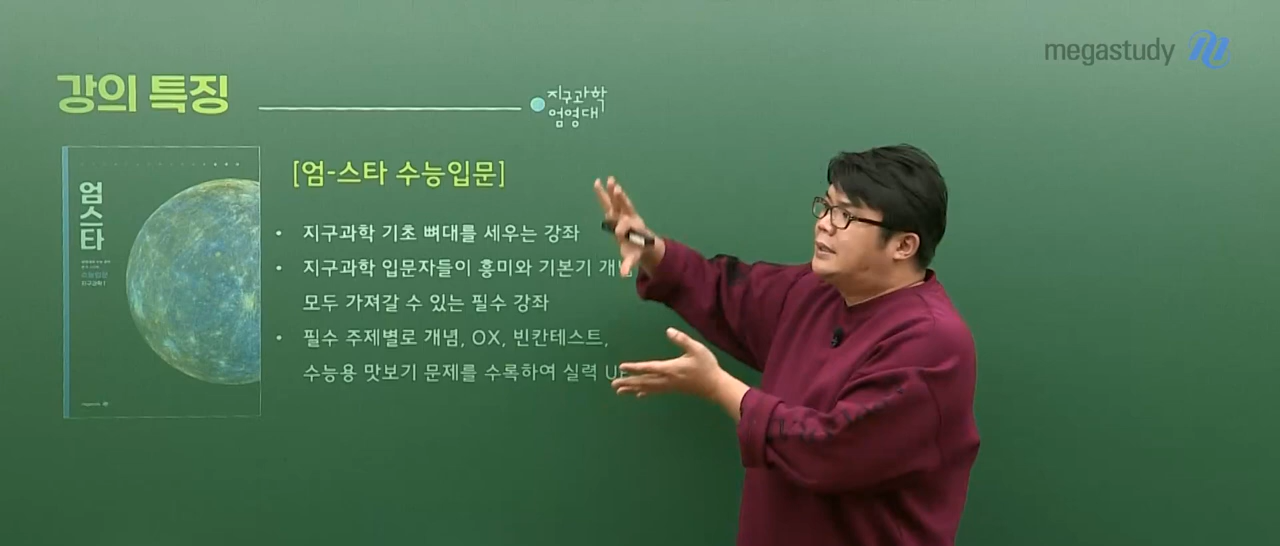 megastudy
강의 특징
지구과학
엄영대
엄스타
[엄-스타 수능입문]
• 지구과학 기초 뼈대를 세우는 강좌
• 지구과학 입문자들이 흥미와 기본기
모두 가져갈 수 있는 필수 강좌
• 필수 주제별로 개념, OX, 빈칸테스트,
수능용 맛보기 문제를 수록하여 실력